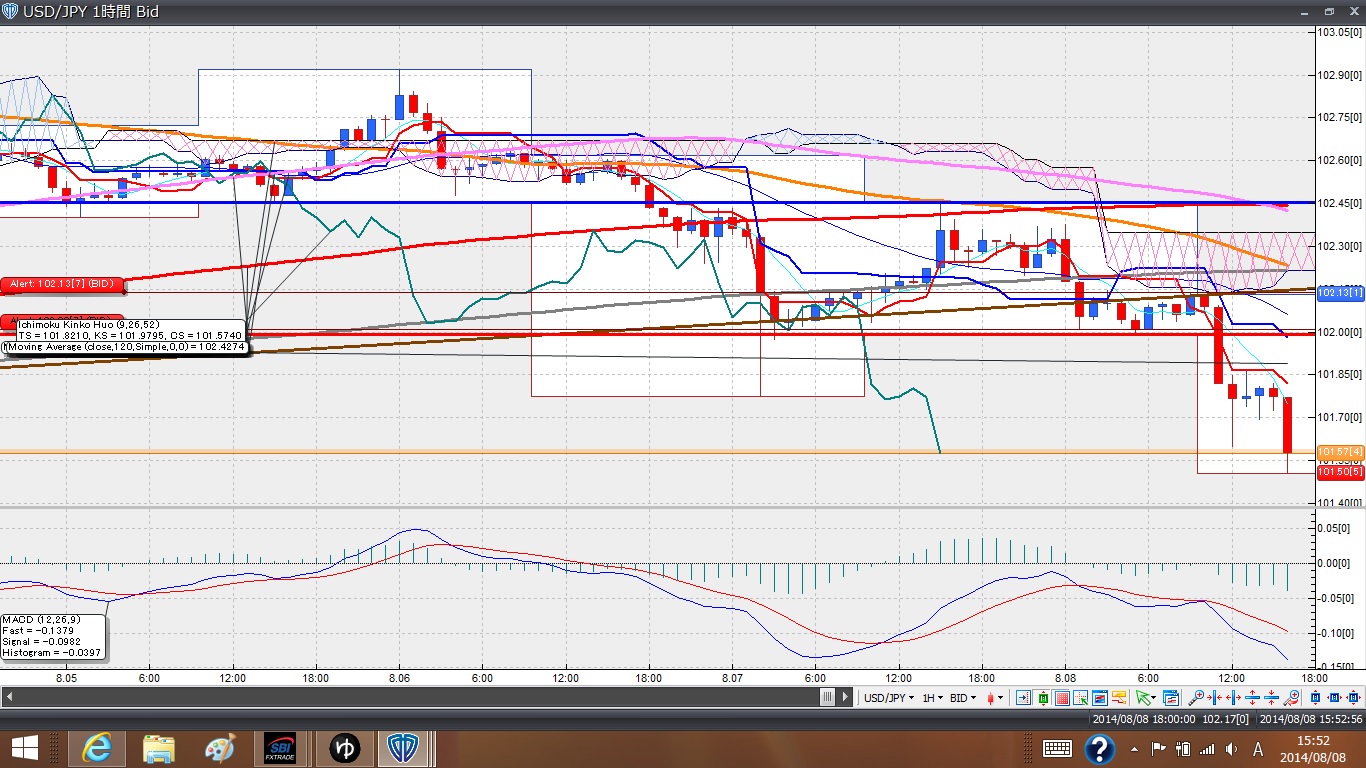 USD/JPY 1時間 Bid
103.05[0]
102.90[0]
102.75[0]
102.60[0]
102.45[0]
102.30[0]
102.13[1]
102.00[0]
101.85[0]
101.70[0]
101.57[4]
101.50[5]
101.40[0]
Alert: 102.13[7] (BID)
Ichimoku Kinko Huo (9,26,52)
TS = 101.8210, KS = 101.9795, CS = 101.5740
Moving Average (close,120,Simple,0,0) = 102.4274
0.05[0]
0.00[0]
-0.05[0]
-0.10[0]
-0.15[0]
MACD (12,26,9)
Fast = -0.1379
Signal = -0.0982
Histogram = -0.0397
8.05 6:00 12:00 18:00 8.06 6:00 12:00 18:00 8.07 6:00 12:00 18:00 8.08 6:00 12:00 18:00
USD/JPY 1H BID
2014/08/08 18:00:00 102.17[0] 2014/08/08 15:52:56
SBI
FXTRADE
ゆ
A
15:52
2014/08/08